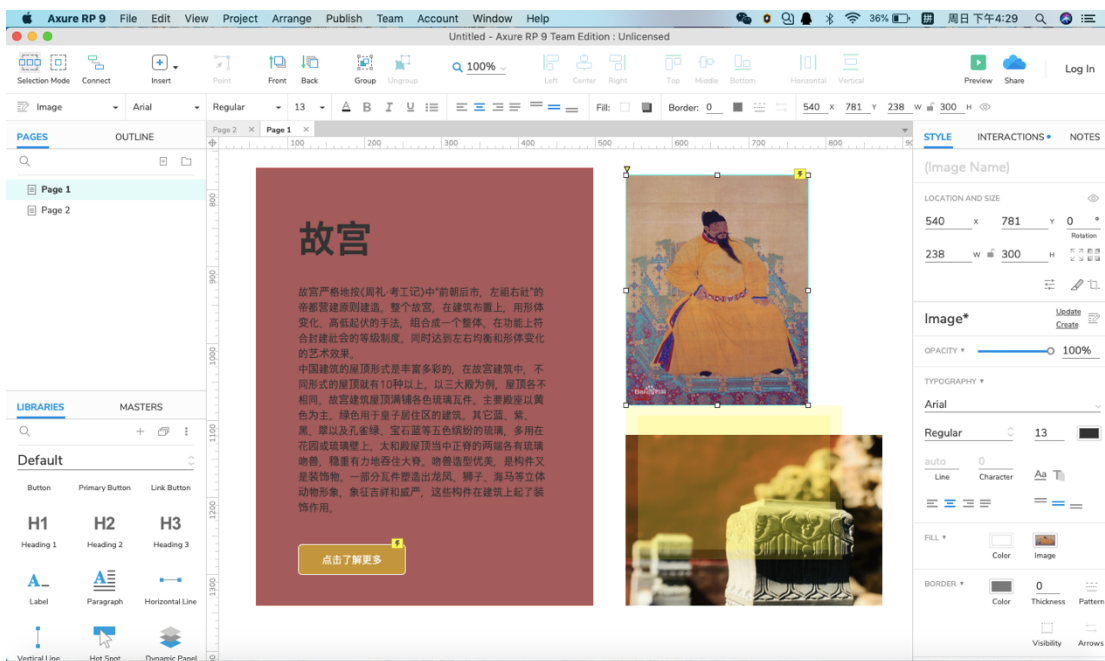 Axure RP 9 File Edit View Project Arrange Publish Team Account Window Help 36% 周日下午4:29
Untitled - Axure RP 9 Team Edition : Unlicensed
100%
Selection Mode Connect Insert Point Front Back Group Ungroup Left Center Right Top Middle Bottom Horizontal Vertical Preview Share Log In
Image Arial Regular 13 Fill: Border: 0 540 X 781 Y 238 W 300 H
PAGES OUTLINE
Page 2 Page 1
Page 1
Page 2
100 200 300 400 500 600 700 800
800
900
1000
1100
1200
1300
故宫
故宫严格地按《周礼·考工记》中“前朝后市，左祖右社”的
帝都营建原则建造。整个故宫，在建筑布置上，用形体
变化、高低起伏的手法，组合成一个整体。在功能上符
合封建社会的等级制度，同时达到左右均衡和形体变化
的艺术效果。
中国建筑的屋顶形式是丰富多彩的，在故宫建筑中，不
同形式的屋顶就有10种以上。以三大殿为例，屋顶各不
相同。故宫建筑屋顶满铺各色琉璃瓦件。主要殿座以黄
色为主。绿色用于皇子居住区的建筑。其它蓝、紫、
黑、翠以及孔雀绿、宝石蓝等五色缤纷的琉璃，多用在
花园或琉璃壁上。太和殿屋顶当中正脊的两端各有琉璃
吻兽，稳重有力地吞住大脊。吻兽造型优美，是构件又
是装饰物。一部分瓦件塑造出龙凤、狮子、海马等立体
动物形象，象征吉祥和威严，这些构件在建筑上起了装
饰作用。
点击了解更多
LIBRARIES MASTERS
Default
Button Primary Button Link Button
H1 H2 H3
Heading 1 Heading 2 Heading 3
Label Paragraph Horizontal Line
Vertical Line Hot Spot Dynamic Panel
STYLE INTERACTIONS NOTES
(Image Name)
LOCATION AND SIZE
540 X 781 Y 0 °
Rotation
238 W 300 H
Image* Update
Create
OPACITY 100%
TYPOGRAPHY
Arial
Regular 13
auto 0
Line Character Aa
FILL
Color Image
BORDER 0
Color Thickness Pattern
Visibility Arrows